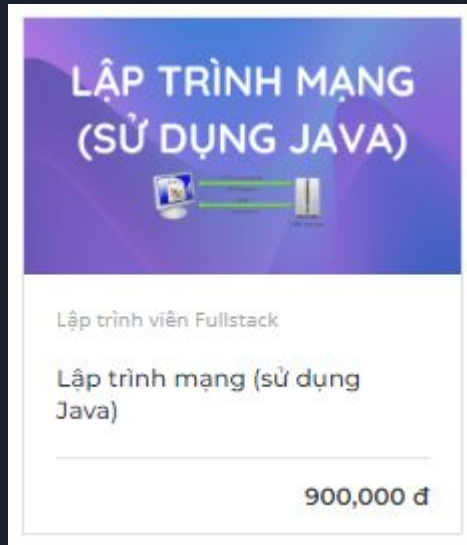 LẬP TRÌNH MẠNG
(SỬ DỤNG JAVA)
Lập trình viên Fullstack
Lập trình mạng (sử dụng
Java)
900,000 đ